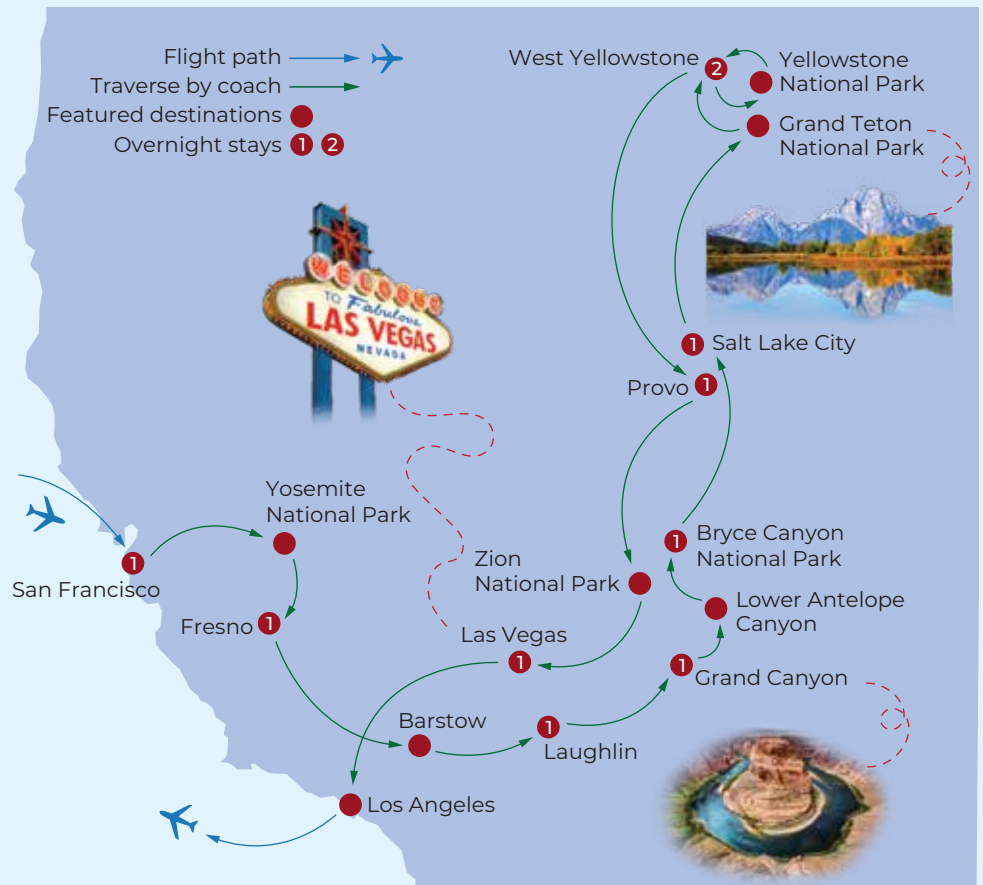 Flight path
Traverse by coach
Featured destinations
Overnight stays 1 2
West Yellowstone
2
Yellowstone
National Park
Grand Teton
National Park
WELCOME
TO Fabulous
LAS VEGAS
NEVADA
1 Salt Lake City
Provo 1
Yosemite
National Park
1
San Francisco
Fresno 1
1
Bryce Canyon
National Park
Zion
National Park
Lower Antelope
Canyon
Las Vegas
1
1
Grand Canyon
Barstow
1
Laughlin
Los Angeles